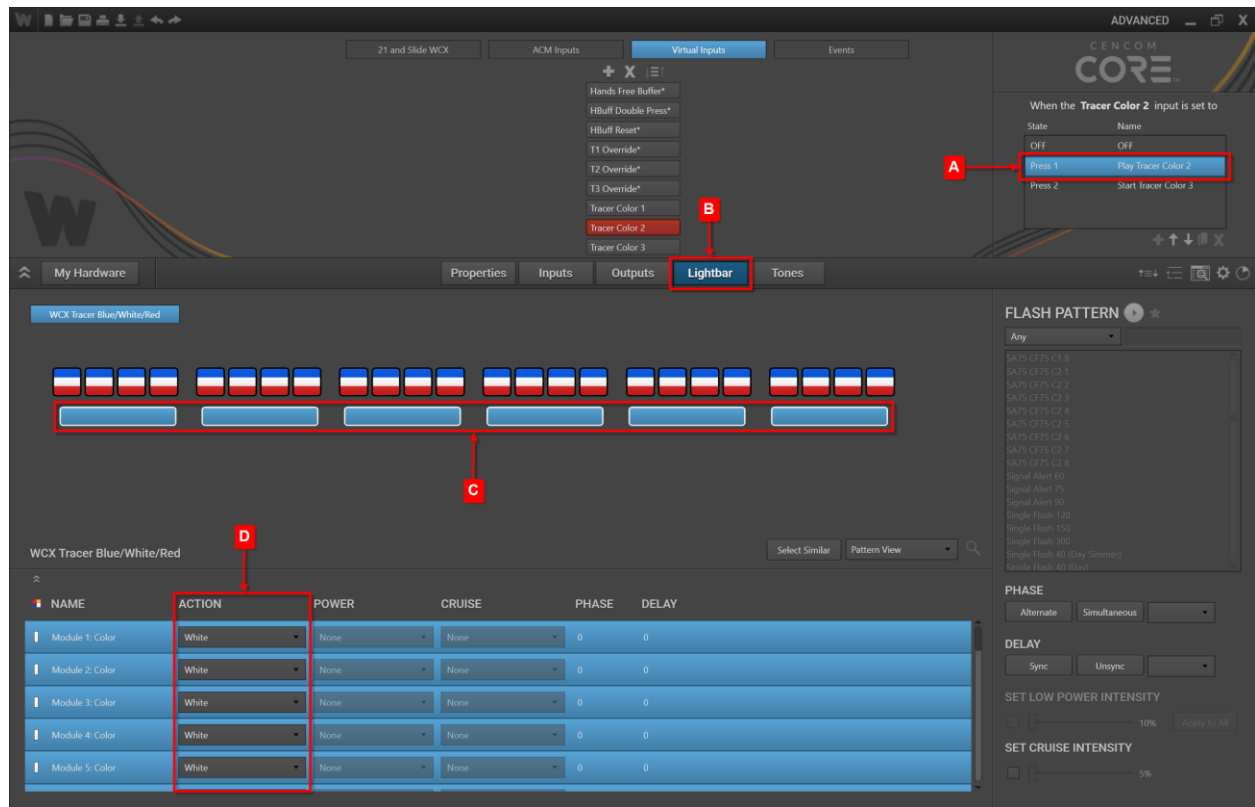 ADVANCED
21 and Slide WCX ACM Inputs Virtual Inputs Events
Hands Free Buffer*
HBuff Double Press*
HBuff Reset*
T1 Override*
T2 Override*
T3 Override*
Tracer Color 1
Tracer Color 2
Tracer Color 3
CENCOM
CORE
When the Tracer Color 2 input is set to
State Name
OFF OFF
Press 1 Play Tracer Color 2
Press 2 Start Tracer Color 3
A
B
My Hardware
Properties Inputs Outputs Lightbar Tones
WCX Tracer Blue/White/Red
C
D
WCX Tracer Blue/White/Red
Select Similar Pattern View
NAME ACTION POWER CRUISE PHASE DELAY
Module 1: Color White None None 0 0
Module 2: Color White None None 0 0
Module 3: Color White None None 0 0
Module 4: Color White None None 0 0
Module 5: Color White None None 0 0
FLASH PATTERN
Any
SA75 CF75 C1 8
SA75 CF75 C2 1
SA75 CF75 C2 2
SA75 CF75 C2 3
SA75 CF75 C2 4
SA75 CF75 C2 5
SA75 CF75 C2 6
SA75 CF75 C2 7
SA75 CF75 C2 8
Signal Alert 60
Signal Alert 75
Signal Alert 90
Single Flash 120
Single Flash 150
Single Flash 300
Single Flash 40 (Day Simmer)
Single Flash 40 (Day)
PHASE
Alternate Simultaneous
DELAY
Sync Unsync
SET LOW POWER INTENSITY
10% Apply to All
SET CRUISE INTENSITY
5%